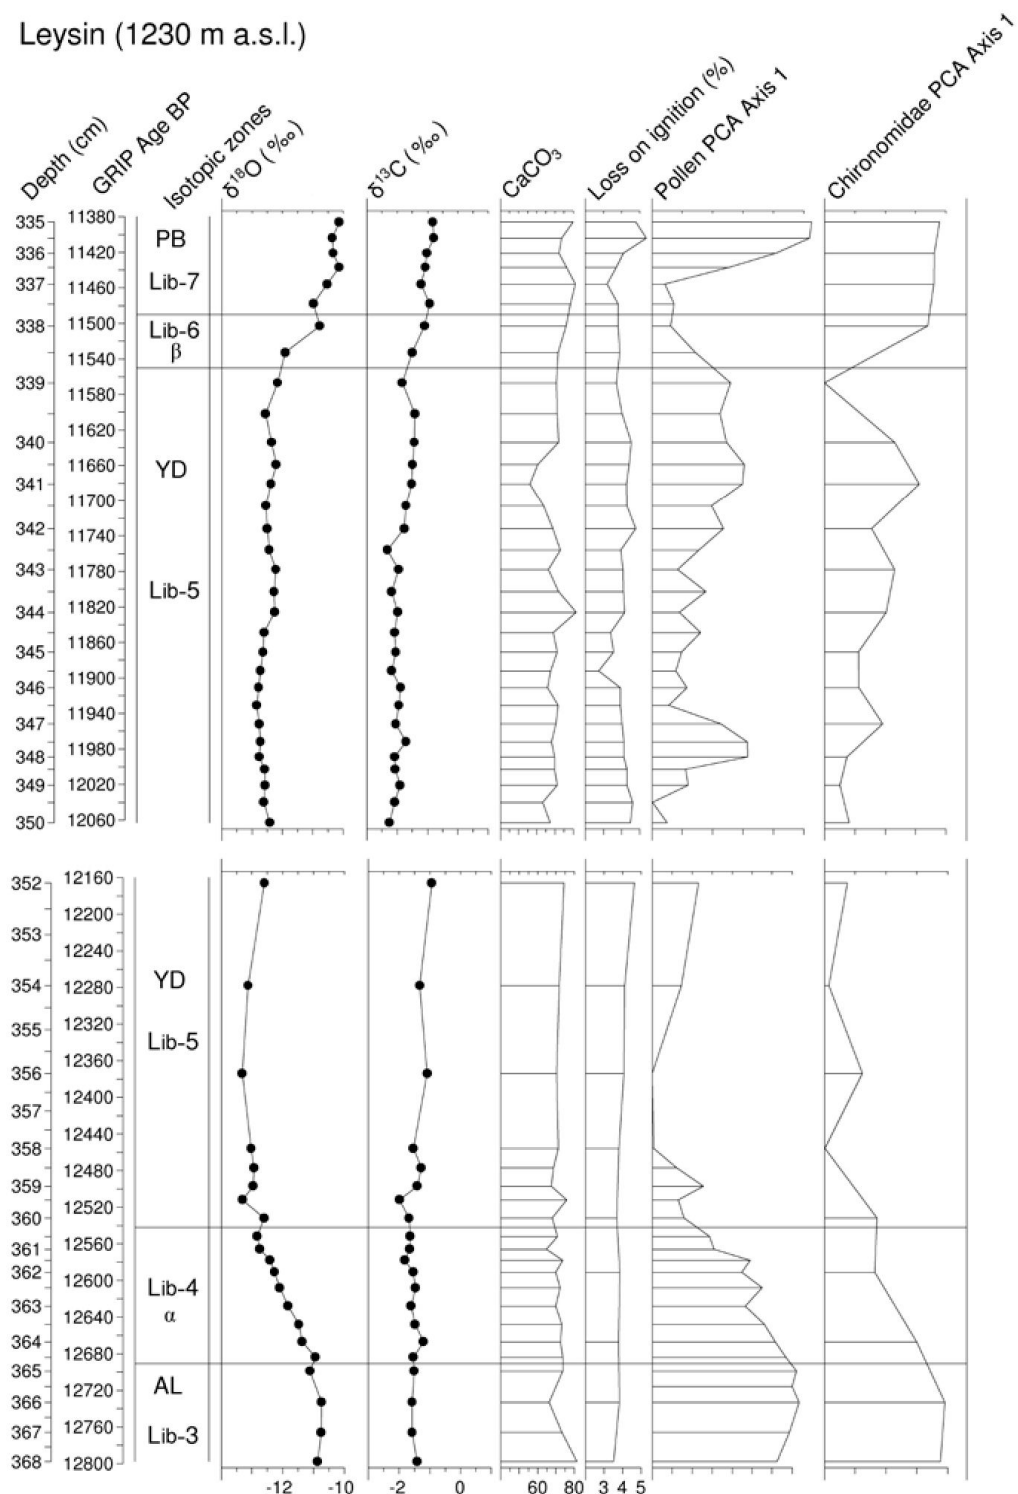 Leysin (1230 m a.s.l.)
Depth (cm)
GRIP Age BP
Isotopic zones
δ18O (‰)
δ13C (‰)
CaCO3
Loss on ignition (%)
Pollen PCA Axis 1
Chironomidae PCA Axis 1
335
336
337
338
339
340
341
342
343
344
345
346
347
348
349
350
11380
11420
11460
11500
11540
11580
11620
11660
11700
11740
11780
11820
11860
11900
11940
11980
12020
12060
PB
Lib-7
Lib-6
β
YD
Lib-5
352
353
354
355
356
357
358
359
360
361
362
363
364
365
366
367
368
12160
12200
12240
12280
12320
12360
12400
12440
12480
12520
12560
12600
12640
12680
12720
12760
12800
YD
Lib-5
Lib-4
α
AL
Lib-3
-12 -10 -2 0 60 80 3 4 5